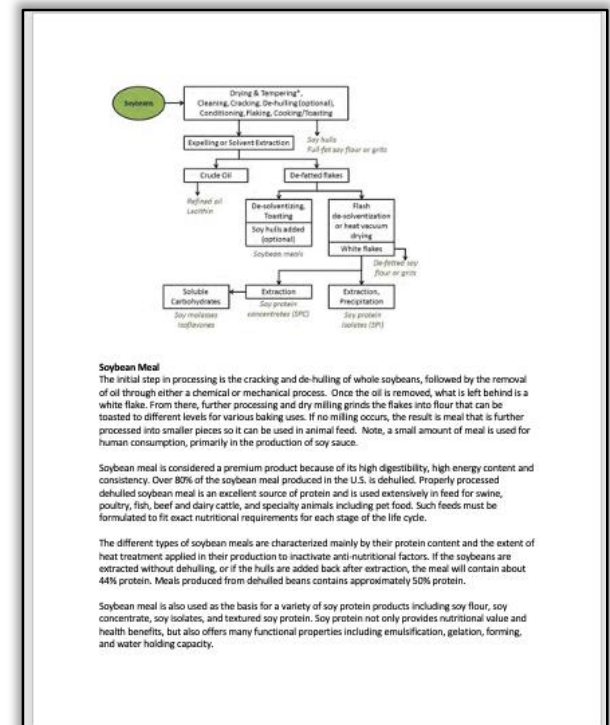 Soybeans
Drying & Tempering*,
Cleaning, Cracking, De-hulling (optional),
Conditioning, Flaking, Cooking/Toasting
Expelling or Solvent Extraction
Soy hulls
Full-fat soy flour or grits
Crude Oil
De-fatted flakes
Refined oil
Lecithin
De-solventizing,
Toasting
Soy hulls added
(optional)
Soybean meals
Flash
de-solventization
or heat vacuum
drying
White flakes
De-fatted soy
flour or grits
Soluble
Carbohydrates
Soy molasses
Isoflavones
Extraction
Soy protein
concentrates (SPC)
Extraction,
Precipitation
Soy protein
isolates (SPI)
Soybean Meal
The initial step in processing is the cracking and de-hulling of whole soybeans, followed by the removal
of oil through either a chemical or mechanical process. Once the oil is removed, what is left behind is a
white flake. From there, further processing and dry milling grinds the flakes into flour that can be
toasted to different levels for various baking uses. If no milling occurs, the result is meal that is further
processed into smaller pieces so it can be used in animal feed. Note, a small amount of meal is used for
human consumption, primarily in the production of soy sauce.
Soybean meal is considered a premium product because of its high digestibility, high energy content and
consistency. Over 80% of the soybean meal produced in the U.S. is dehulled. Properly processed
dehulled soybean meal is an excellent source of protein and is used extensively in feed for swine,
poultry, fish, beef and dairy cattle, and specialty animals including pet food. Such feeds must be
formulated to fit exact nutritional requirements for each stage of the life cycle.
The different types of soybean meals are characterized mainly by their protein content and the extent of
heat treatment applied in their production to inactivate anti-nutritional factors. If the soybeans are
extracted without dehulling, or if the hulls are added back after extraction, the meal will contain about
44% protein. Meals produced from dehulled beans contains approximately 50% protein.
Soybean meal is also used as the basis for a variety of soy protein products including soy flour, soy
concentrate, soy isolates, and textured soy protein. Soy protein not only provides nutritional value and
health benefits, but also offers many functional properties including emulsification, gelation, forming,
and water holding capacity.